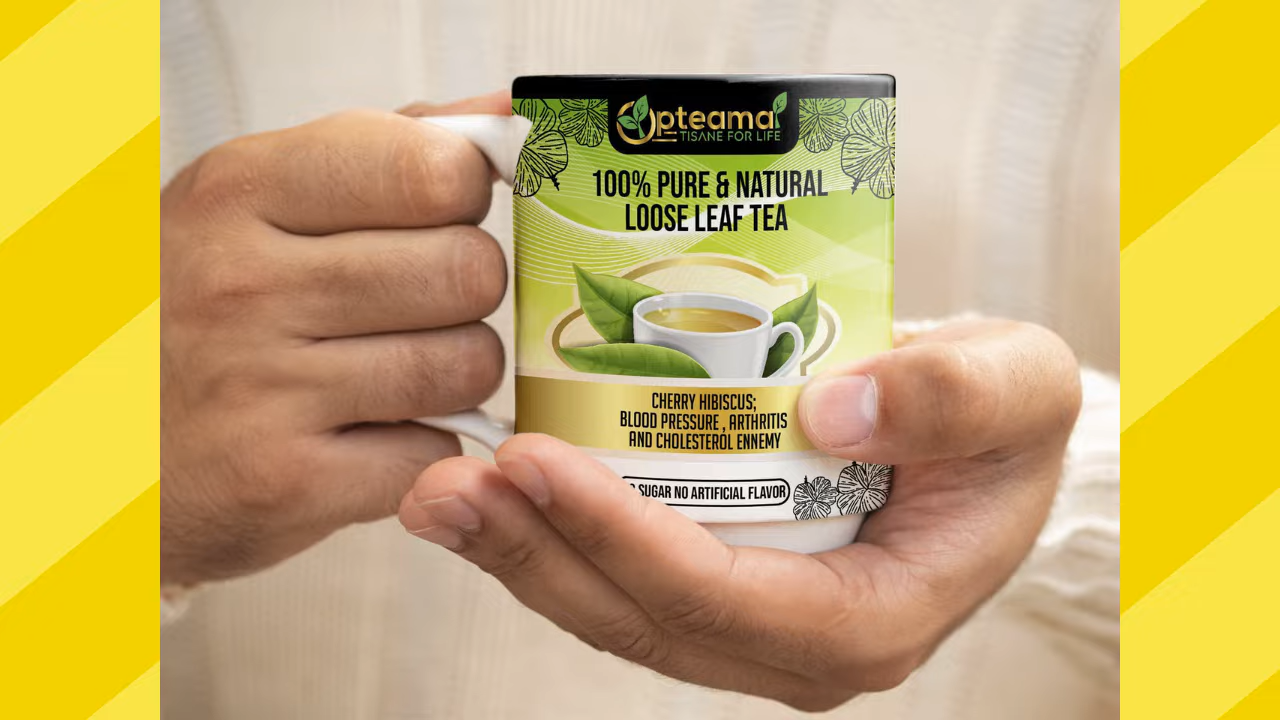 Opteama
TISANE FOR LIFE
100% PURE & NATURAL
LOOSE LEAF TEA
CHERRY HIBISCUS;
BLOOD PRESSURE , ARTHRITIS
AND CHOLESTEROL ENNEMY
SUGAR NO ARTIFICIAL FLAVOR